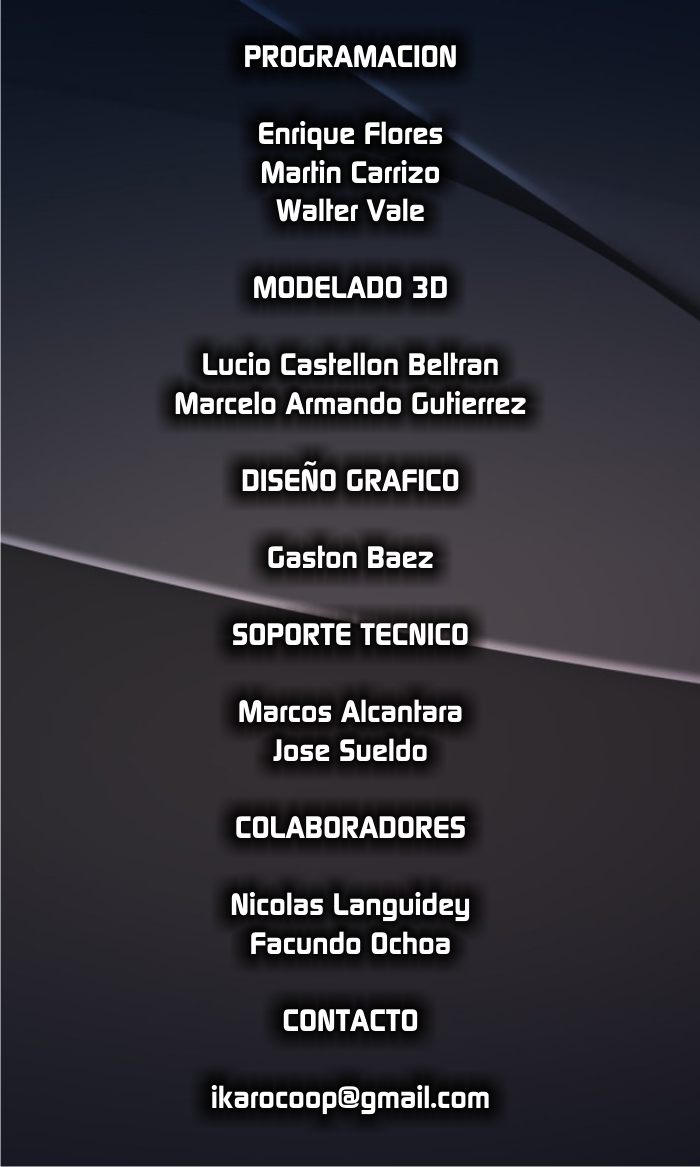 PROGRAMACION
Enrique Flores
Martin Carrizo
Walter Vale
MODELADO 3D
Lucio Castellon Beltran
Marcelo Armando Gutierrez
DISEÑO GRAFICO
Gaston Baez
SOPORTE TECNICO
Marcos Alcantara
Jose Sueldo
COLABORADORES
Nicolas Languidey
Facundo Ochoa
CONTACTO
ikarocoop@gmail.com